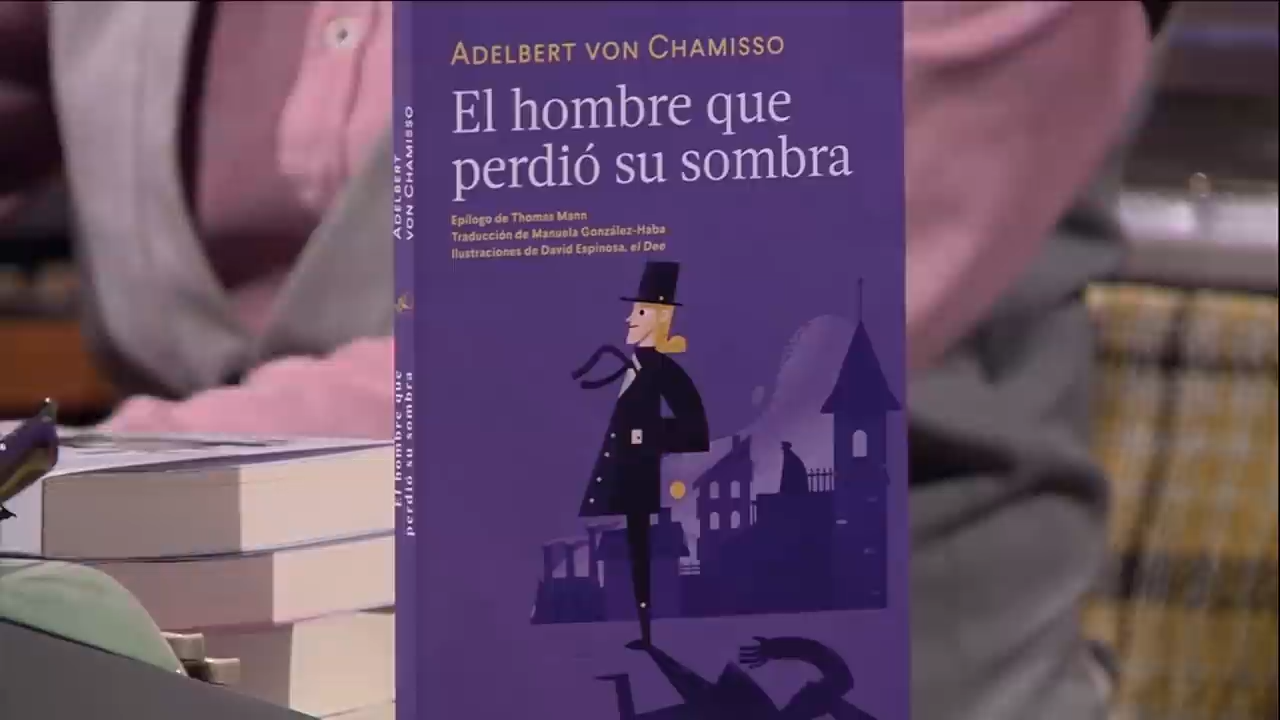 ADELBERT VON CHAMISSO
El hombre que
perdió su sombra
Epílogo de Thomas Mann
Traducción de Manuela González-Haba
Ilustraciones de David Espinosa, el Dee
ADELBERT
VON CHAMISSO
El hombre que
perdió su sombra